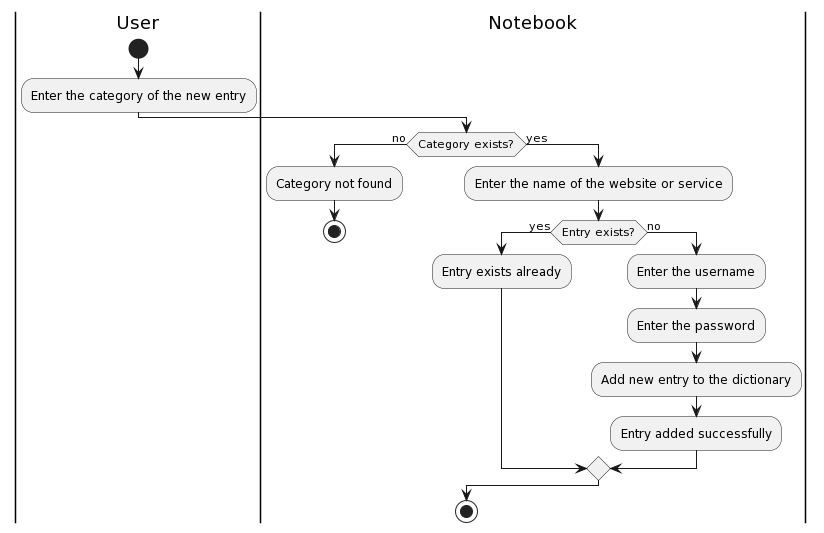 User
Notebook
Enter the category of the new entry
no
Category exists?
yes
Category not found
Enter the name of the website or service
yes
Entry exists?
no
Entry exists already
Enter the username
Enter the password
Add new entry to the dictionary
Entry added successfully